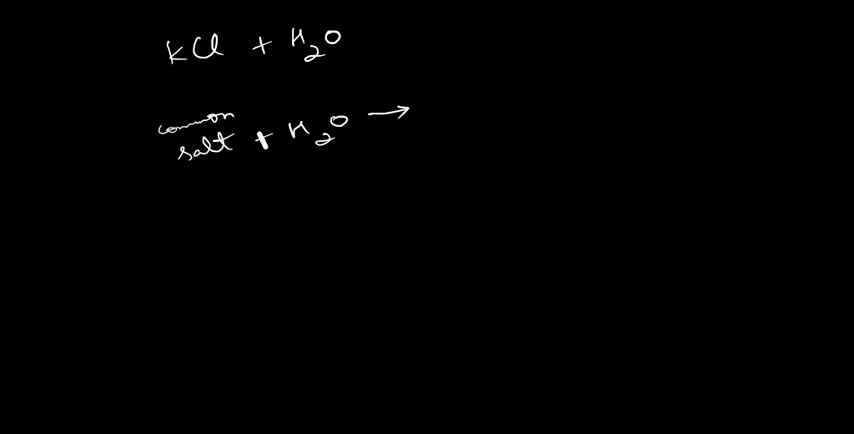 KCl + H₂O
common
salt + H₂O →